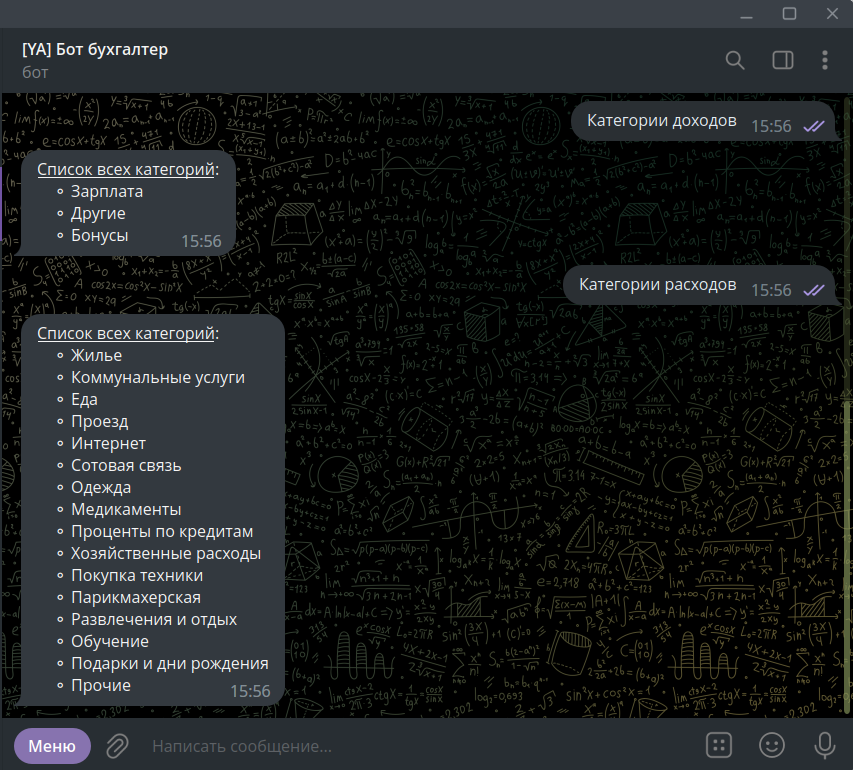 [YA] Бот бухгалтер
бот
Категории доходов 15:56
Список всех категорий:
Зарплата
Другие
Бонусы 15:56
Категории расходов 15:56
Список всех категорий:
Жилье
Коммунальные услуги
Еда
Проезд
Интернет
Сотовая связь
Одежда
Медикаменты
Проценты по кредитам
Хозяйственные расходы
Покупка техники
Парикмахерская
Развлечения и отдых
Обучение
Подарки и дни рождения
Прочие 15:56
Меню Написать сообщение...